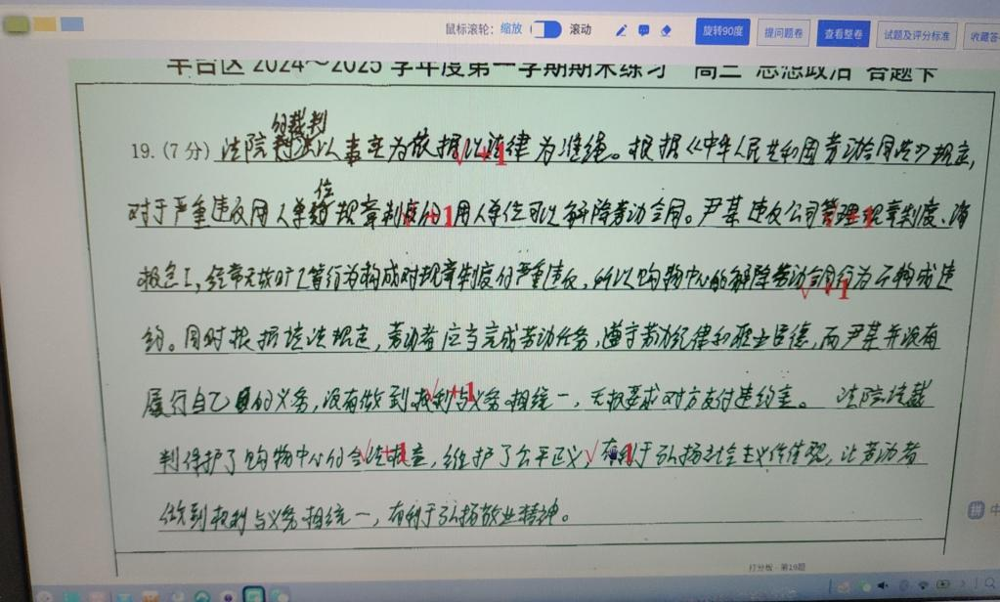 鼠标滚轮: 缩放 滚动 旋转90度 提问题卷 查看整卷 试题及评分标准 收藏答
丰台区 2024~2025 学年度第一学期期末练习 高三 思想政治 答题卡
的裁判
19. (7 分) 法院以事实为依据以法律为准绳。根据《中华人民共和国劳动合同法》规定,
位
对于严重违反用人单规章制度的,用人单位可以解除劳动合同。尹某违反公司管理规章制度、消
极怠工,经常无故旷工等行为构成对规章制度的严重违反,所以购物中心的解除劳动合同行为不构成违
约。同时根据该法规定,劳动者应当完成劳动任务,遵守劳动纪律和职业道德,而尹某并没有
履行自己的义务,没有做到权利与义务相统一,无权要求对方支付违约金。 法院该裁
判保护了购物中心的合法权益,维护了公平正义,有利于弘扬社会主义价值观,让劳动者
做到权利与义务相统一,有利于弘扬敬业精神。
√+1
+1
+1
√+1
√+1
√+1
√+1
打分板 - 第19题
拼 中